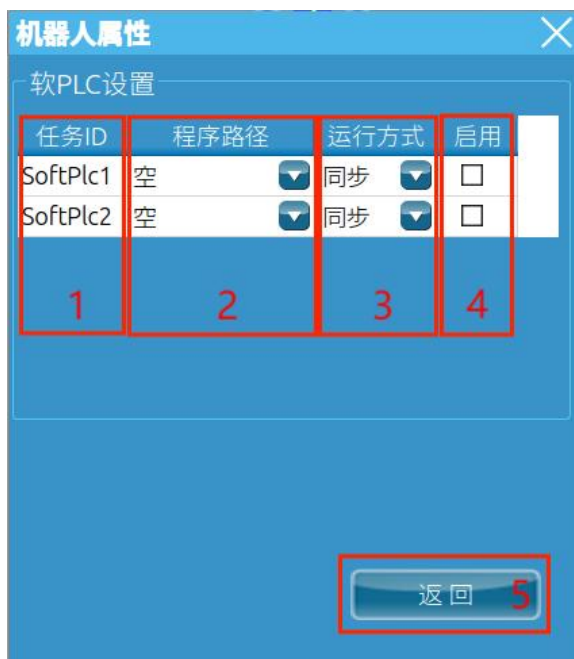 机器人属性
软PLC设置
任务ID 程序路径 运行方式 启用
SoftPlc1 空 同步
SoftPlc2 空 同步
1 2 3 4
返回 5